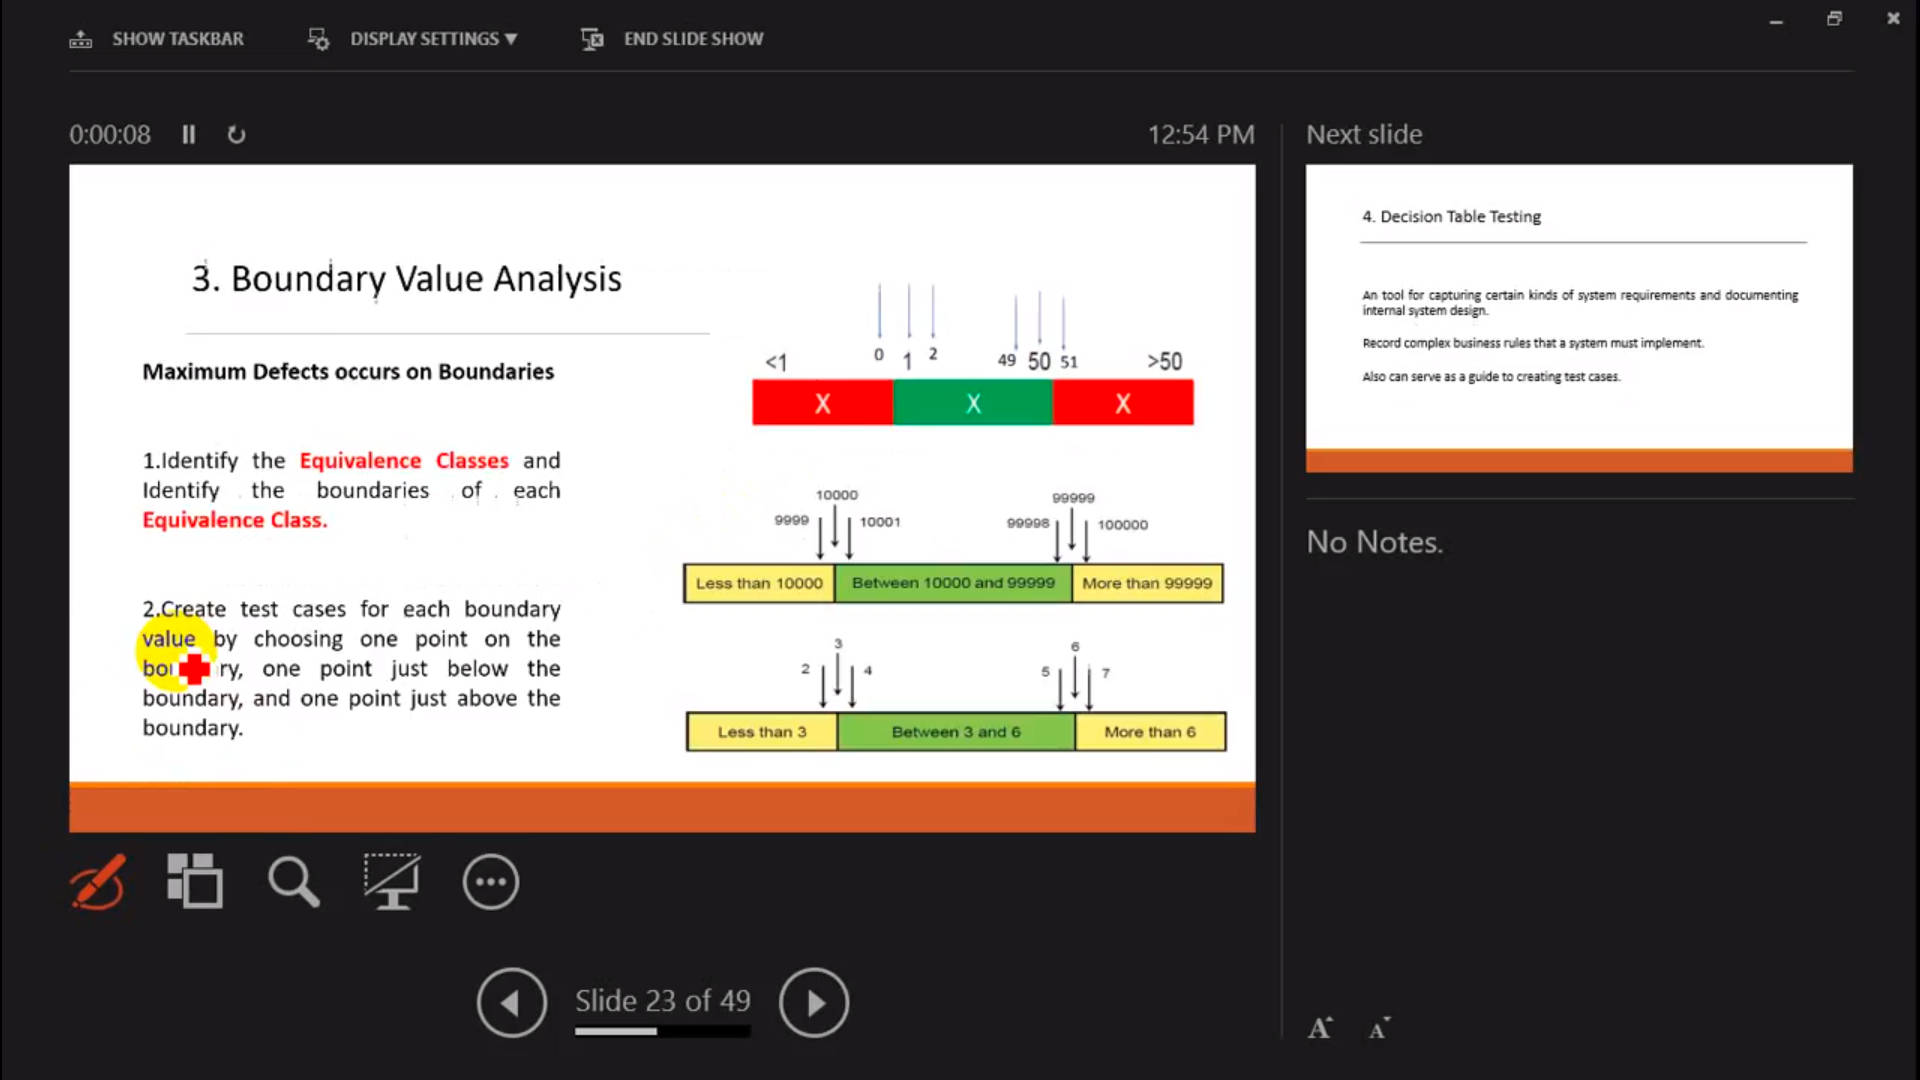 SHOW TASKBAR
DISPLAY SETTINGS ▼
END SLIDE SHOW
0:00:08
12:54 PM
Next slide
3. Boundary Value Analysis
Maximum Defects occurs on Boundaries
1.Identify the Equivalence Classes and
Identify the boundaries of each
Equivalence Class.
2.Create test cases for each boundary
value by choosing one point on the
bou ry, one point just below the
boundary, and one point just above the
boundary.
<1 0 1 2 49 50 51 >50
X X X
10000 99999
9999 10001 99998 100000
Less than 10000 Between 10000 and 99999 More than 99999
3 6
2 4 5 7
Less than 3 Between 3 and 6 More than 6
4. Decision Table Testing
An tool for capturing certain kinds of system requirements and documenting
internal system design.
Record complex business rules that a system must implement.
Also can serve as a guide to creating test cases.
No Notes.
Slide 23 of 49
A A